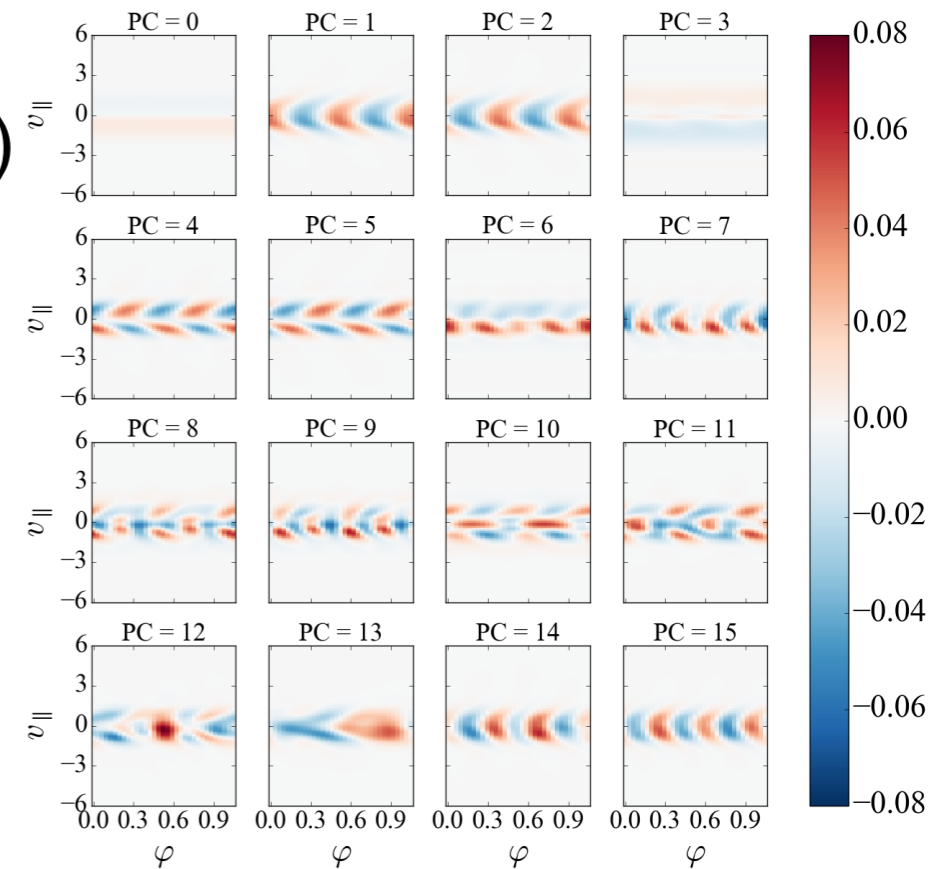 PC = 0 PC = 1 PC = 2 PC = 3
6 3 0 −3 −6
v∥
)
PC = 4 PC = 5 PC = 6 PC = 7
6 3 0 −3 −6
v∥
PC = 8 PC = 9 PC = 10 PC = 11
6 3 0 −3 −6
v∥
PC = 12 PC = 13 PC = 14 PC = 15
6 3 0 −3 −6
v∥
0.0 0.3 0.6 0.9 0.0 0.3 0.6 0.9 0.0 0.3 0.6 0.9 0.0 0.3 0.6 0.9
φ φ φ φ
0.08
0.06
0.04
0.02
0.00
−0.02
−0.04
−0.06
−0.08